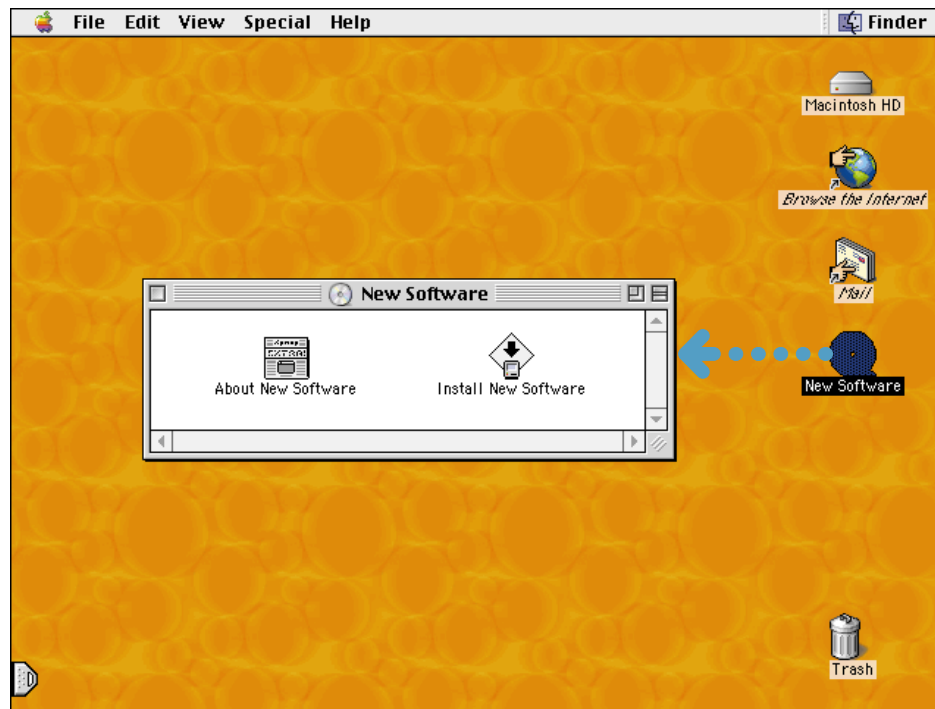 File Edit View Special Help
Finder
Macintosh HD
Browse the Internet
Mail
New Software
EXTRA!
About New Software
Install New Software
New Software
Trash